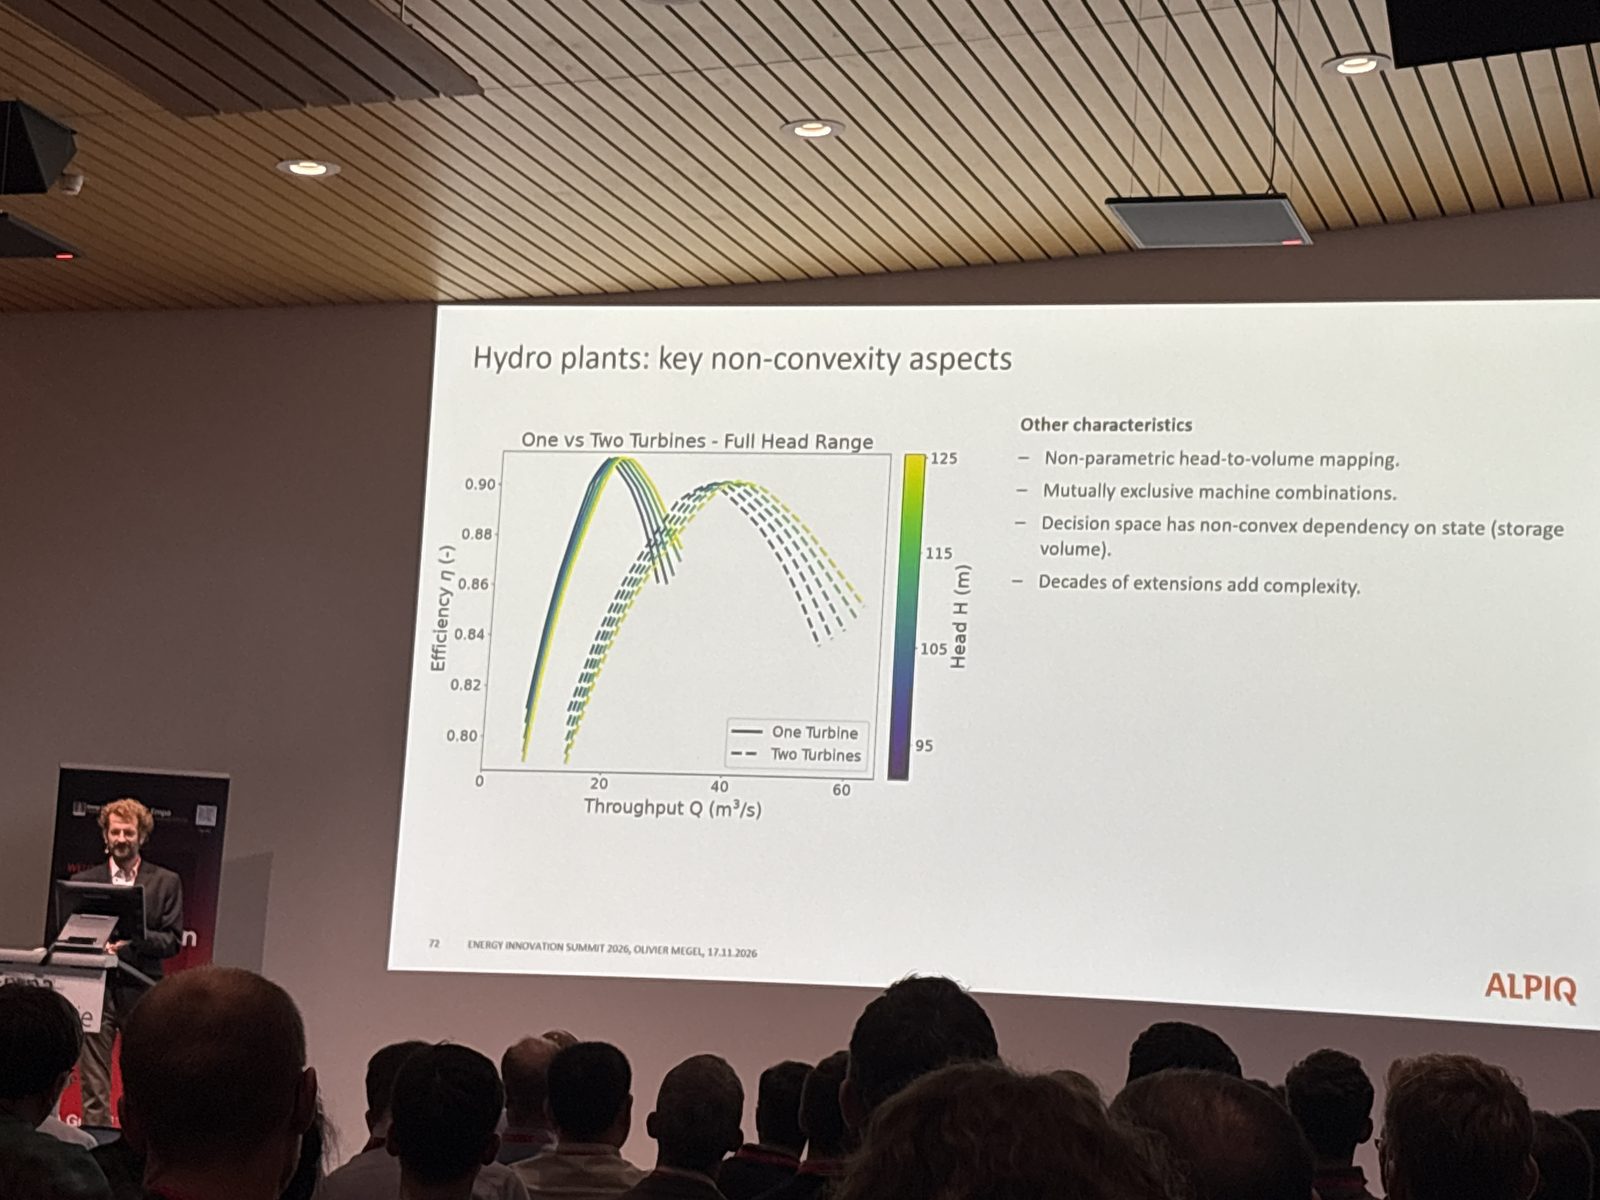 Hydro plants: key non-convexity aspects
One vs Two Turbines - Full Head Range
0.90
0.88
0.86
0.84
0.82
0.80
Efficiency η (-)
0
20
40
60
Throughput Q (m³/s)
One Turbine
Two Turbines
125
115
105
95
Head H (m)
Other characteristics
– Non-parametric head-to-volume mapping.
– Mutually exclusive machine combinations.
– Decision space has non-convex dependency on state (storage
volume).
– Decades of extensions add complexity.
72
ENERGY INNOVATION SUMMIT 2026, OLIVIER MEGEL, 17.11.2026
ALPIQ